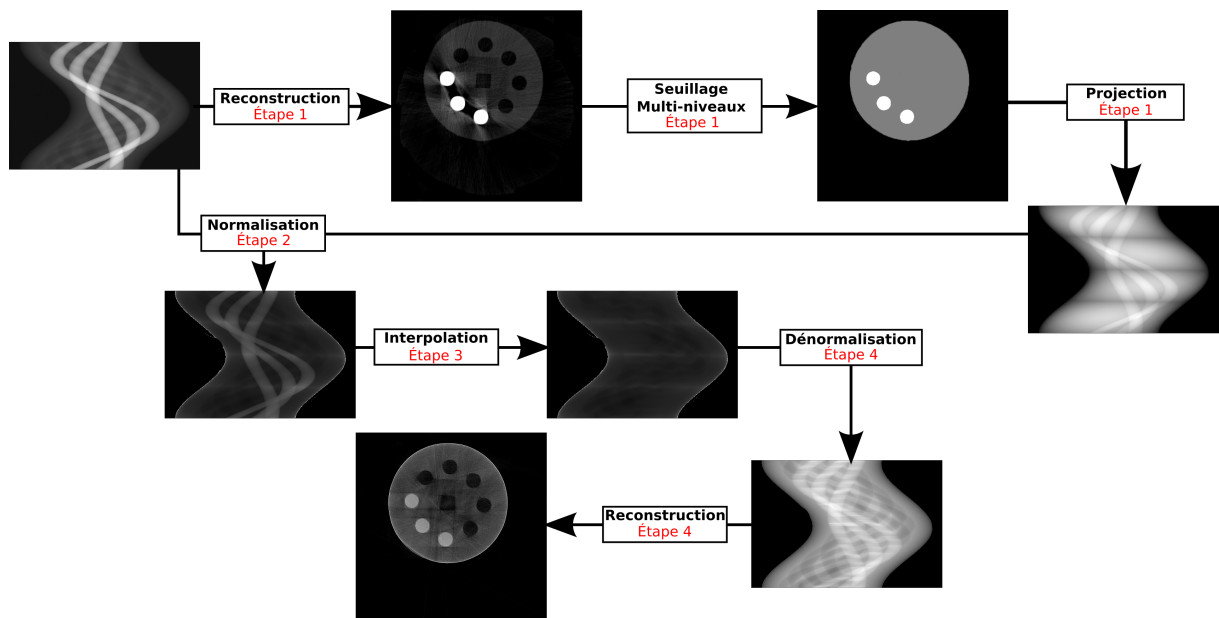 Reconstruction
Étape 1
Seuillage
Multi-niveaux
Étape 1
Projection
Étape 1
Normalisation
Étape 2
Interpolation
Étape 3
Dénormalisation
Étape 4
Reconstruction
Étape 4